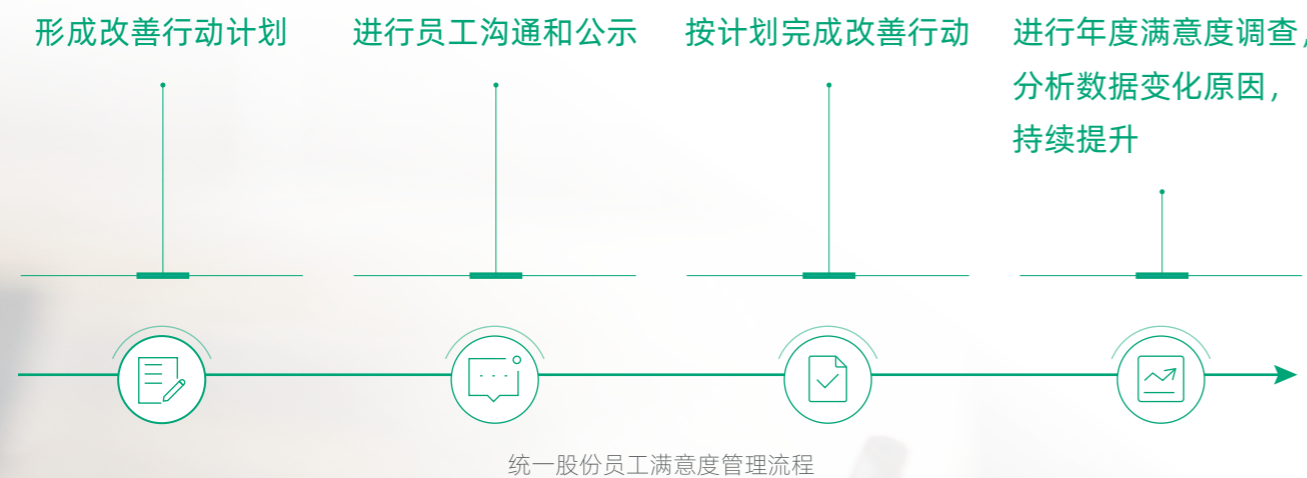 形成改善行动计划
进行员工沟通和公示
按计划完成改善行动
进行年度满意度调查,
分析数据变化原因，
持续提升
统一股份员工满意度管理流程